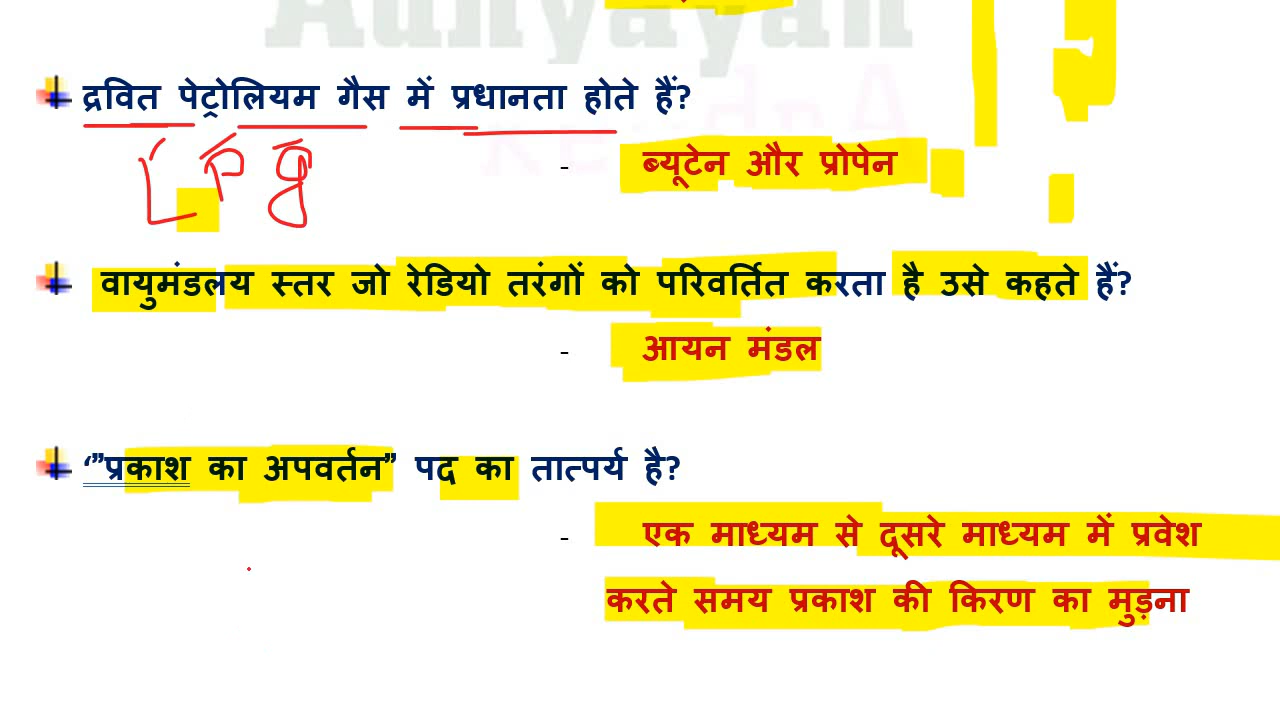 Adhyayan
द्रवित पेट्रोलियम गैस में प्रधानता होते हैं?
- ब्यूटेन और प्रोपेन
LPg
वायुमंडलय स्तर जो रेडियो तरंगों को परिवर्तित करता है उसे कहते हैं?
- आयन मंडल
‘”प्रकाश का अपवर्तन” पद का तात्पर्य है?
- एक माध्यम से दूसरे माध्यम में प्रवेश
करते समय प्रकाश की किरण का मुड़ना